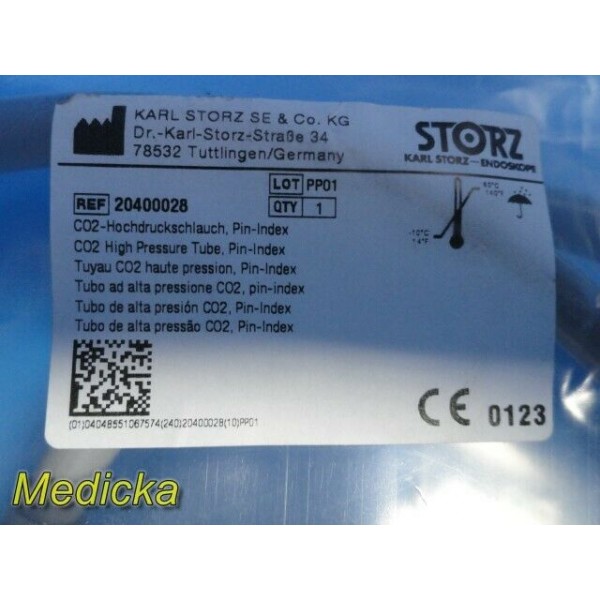 KARL STORZ SE & Co. KG
Dr.-Karl-Storz-Straße 34
78532 Tuttlingen/Germany
STORZ
KARL STORZ—ENDOSKOPE
LOT PP01
REF 20400028
QTY 1
60°C
140°F
-10°C
14°F
CO2-Hochdruckschlauch, Pin-Index
CO2 High Pressure Tube, Pin-Index
Tuyau CO2 haute pression, Pin-Index
Tubo ad alta pressione CO2, pin-index
Tubo de alta presión CO2, Pin-Index
Tubo de alta pressão CO2, Pin-Index
(01)04048551067574(240)20400028(10)PP01
CE 0123
Medicka